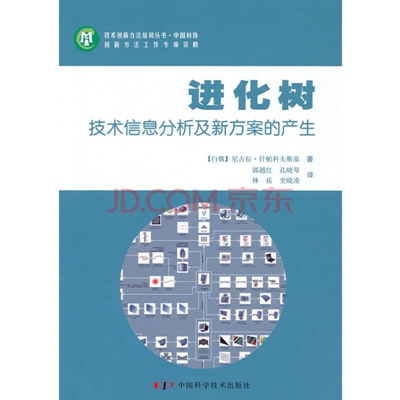 技术创新方法培训丛书·中国科协
创新方法工作专项资助
进化树
技术信息分析及新方案的产生
【白俄】尼古拉·什帕科夫斯基 著
郭越红 孔晓琴
林岳 史晓凌 译
JD.COM 京东
中国科学技术出版社